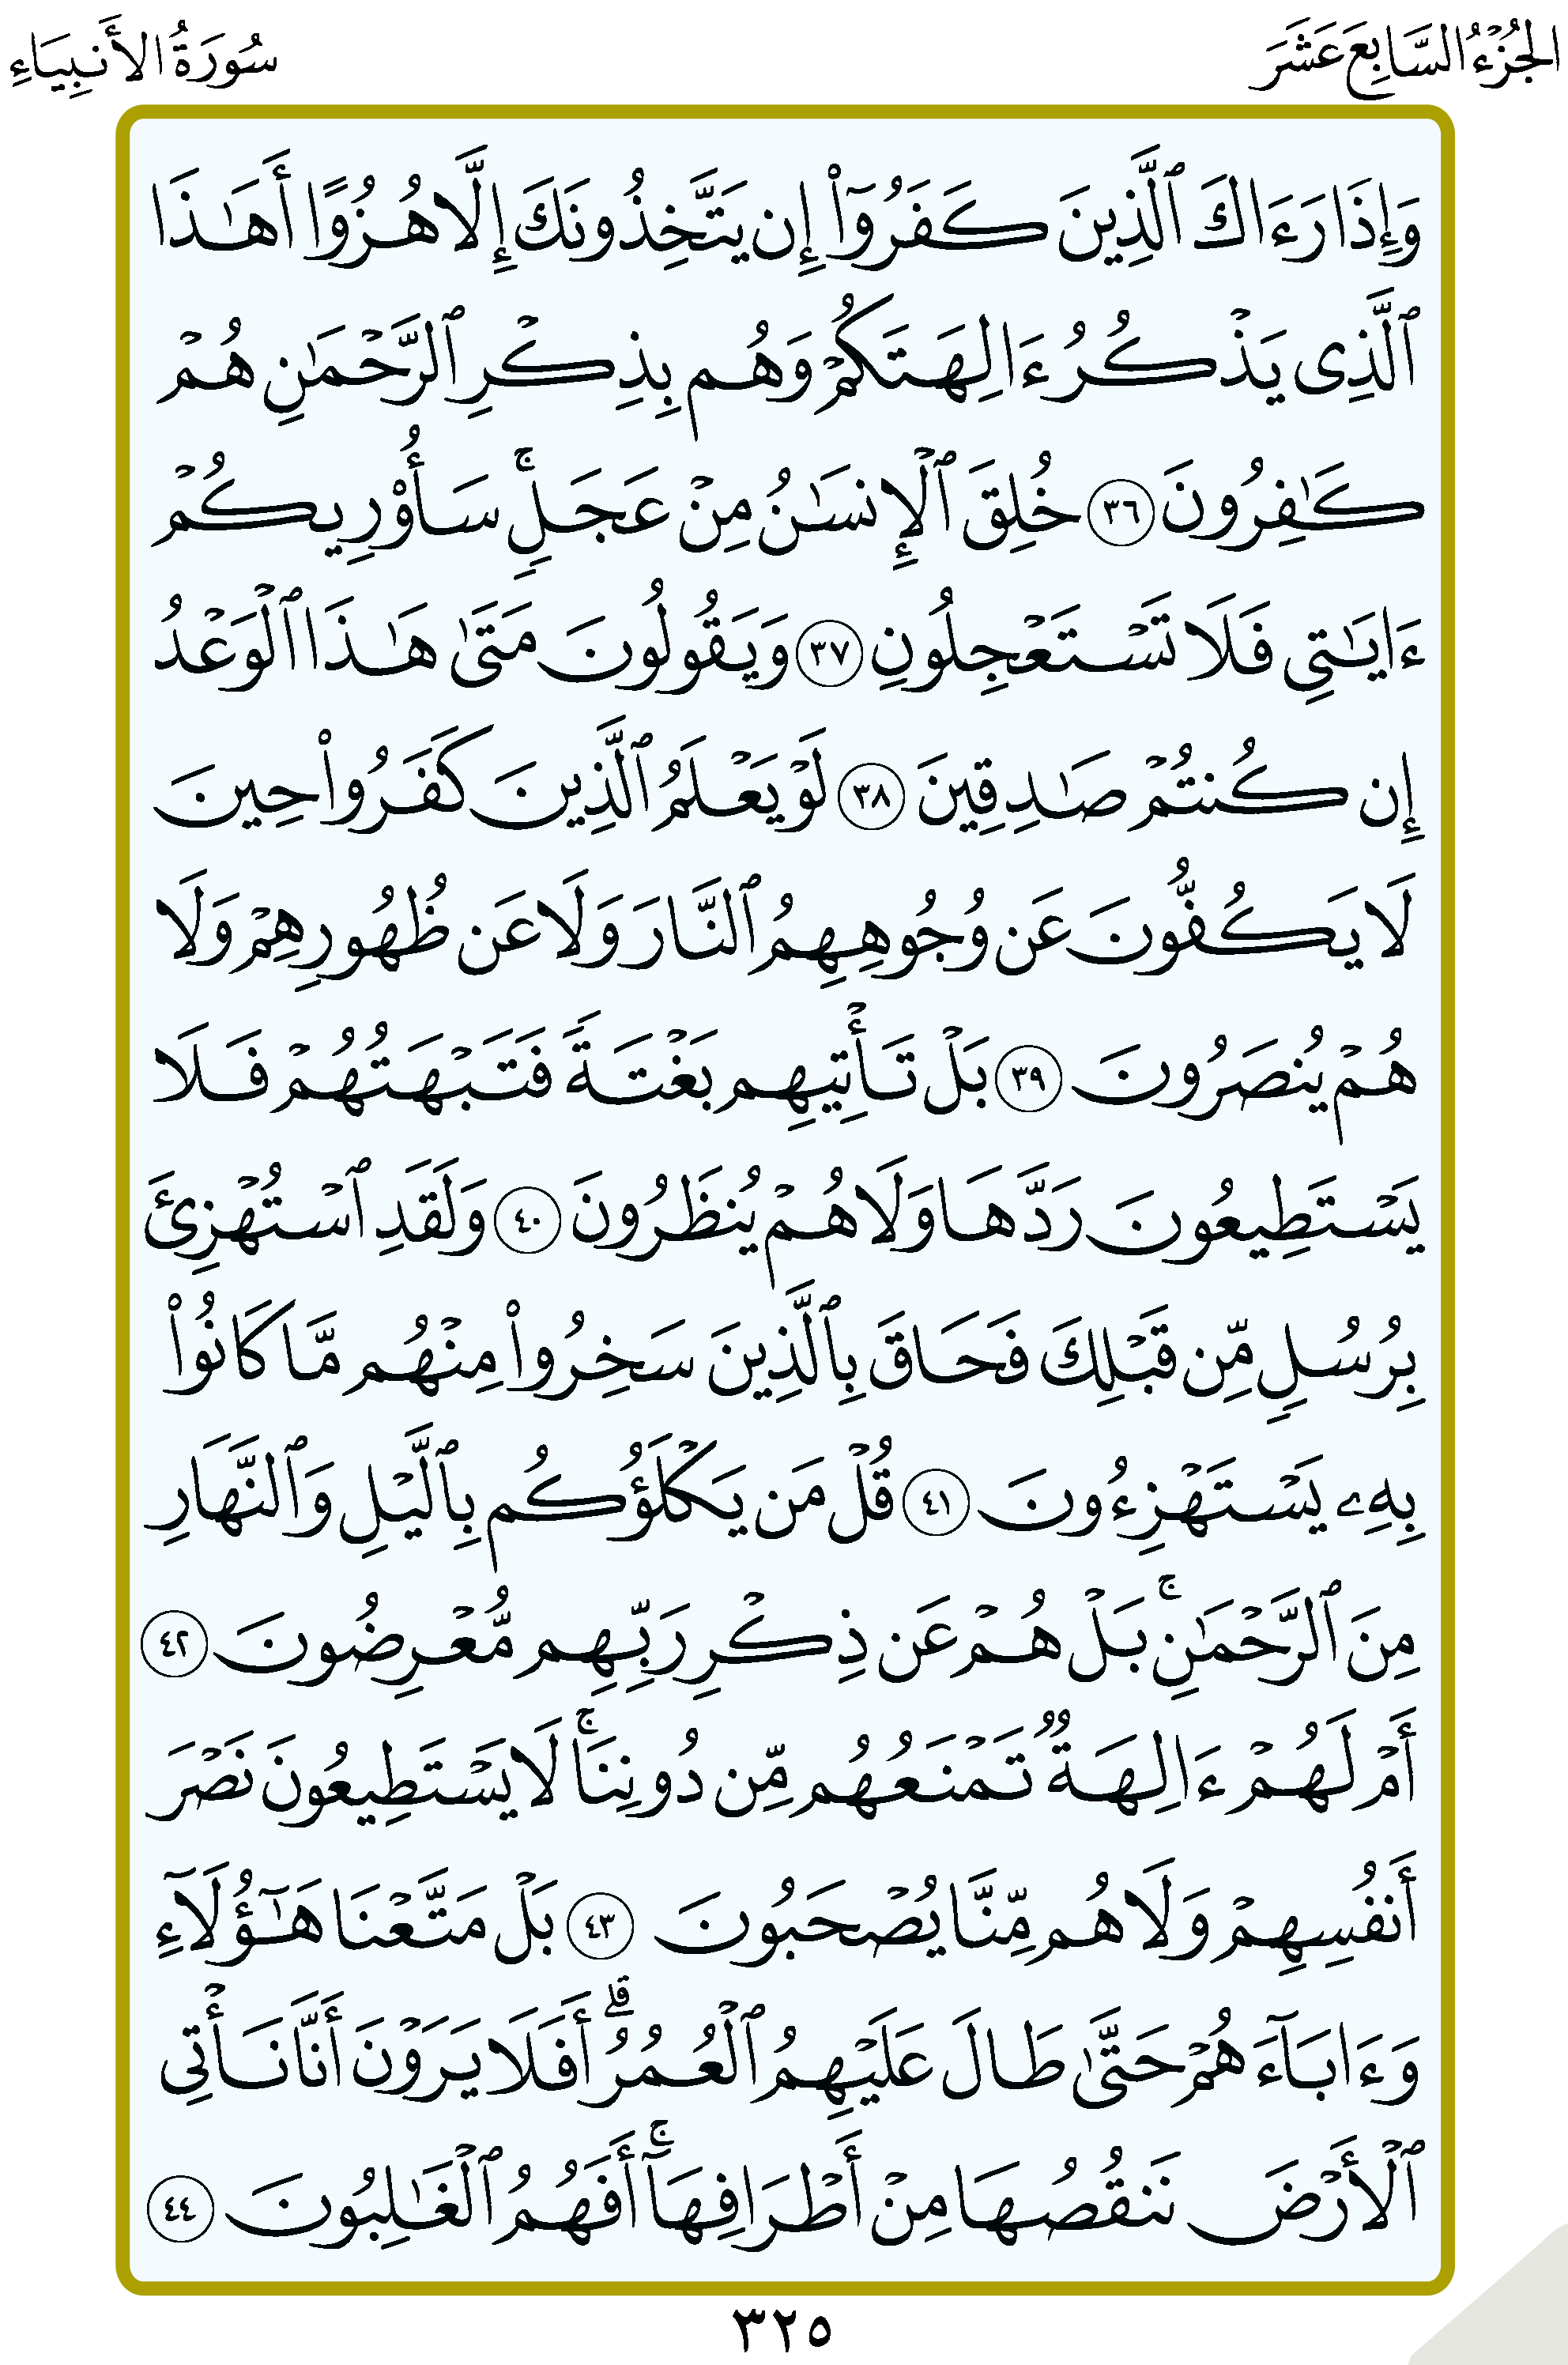 الجُزْءُ السَّابِعَ عَشَرَ
سُورَةُ الأَنبِيَاءِ
وَإِذَا رَءَاكَ ٱلَّذِينَ كَفَرُوٓا۟ إِن يَتَّخِذُونَكَ إِلَّا هُزُوًا أَهَـٰذَا
ٱلَّذِى يَذْكُرُ ءَالِهَتَكُمْ وَهُم بِذِكْرِ ٱلرَّحْمَـٰنِ هُمْ
كَـٰفِرُونَ ٣٦ خُلِقَ ٱلْإِنسَـٰنُ مِنْ عَجَلٍ ۚ سَأُو۟رِيكُمْ
ءَايَـٰتِى فَلَا تَسْتَعْجِلُونِ ٣٧ وَيَقُولُونَ مَتَىٰ هَـٰذَا ٱلْوَعْدُ
إِن كُنتُمْ صَـٰدِقِينَ ٣٨ لَوْ يَعْلَمُ ٱلَّذِينَ كَفَرُوا۟ حِينَ
لَا يَكُفُّونَ عَن وُجُوهِهِمُ ٱلنَّارَ وَلَا عَن ظُهُورِهِمْ وَلَا
هُمْ يُنصَرُونَ ٣٩ بَلْ تَأْتِيهِم بَغْتَةً فَتَبْهَتُهُمْ فَلَا
يَسْتَطِيعُونَ رَدَّهَا وَلَا هُمْ يُنظَرُونَ ٤٠ وَلَقَدِ ٱسْتُهْزِئَ
بِرُسُلٍ مِّن قَبْلِكَ فَحَاقَ بِٱلَّذِينَ سَخِرُوا۟ مِنْهُم مَّا كَانُوا۟
بِهِۦ يَسْتَهْزِءُونَ ٤١ قُلْ مَن يَكْلَؤُكُم بِٱلَّيْلِ وَٱلنَّهَارِ
مِنَ ٱلرَّحْمَـٰنِ ۚ بَلْ هُمْ عَن ذِكْرِ رَبِّهِم مُّعْرِضُونَ ٤٢
أَمْ لَهُمْ ءَالِهَةٌ تَمْنَعُهُم مِّن دُونِنَا ۚ لَا يَسْتَطِيعُونَ نَصْرَ
أَنفُسِهِمْ وَلَا هُم مِّنَّا يُصْحَبُونَ ٤٣ بَلْ مَتَّعْنَا هَـٰٓؤُلَآءِ
وَءَابَآءَهُمْ حَتَّىٰ طَالَ عَلَيْهِمُ ٱلْعُمُرُ ۗ أَفَلَا يَرَوْنَ أَنَّا نَأْتِى
ٱلْأَرْضَ نَنقُصُهَا مِنْ أَطْرَافِهَآ ۚ أَفَهُمُ ٱلْغَـٰلِبُونَ ٤٤
٣٢٥